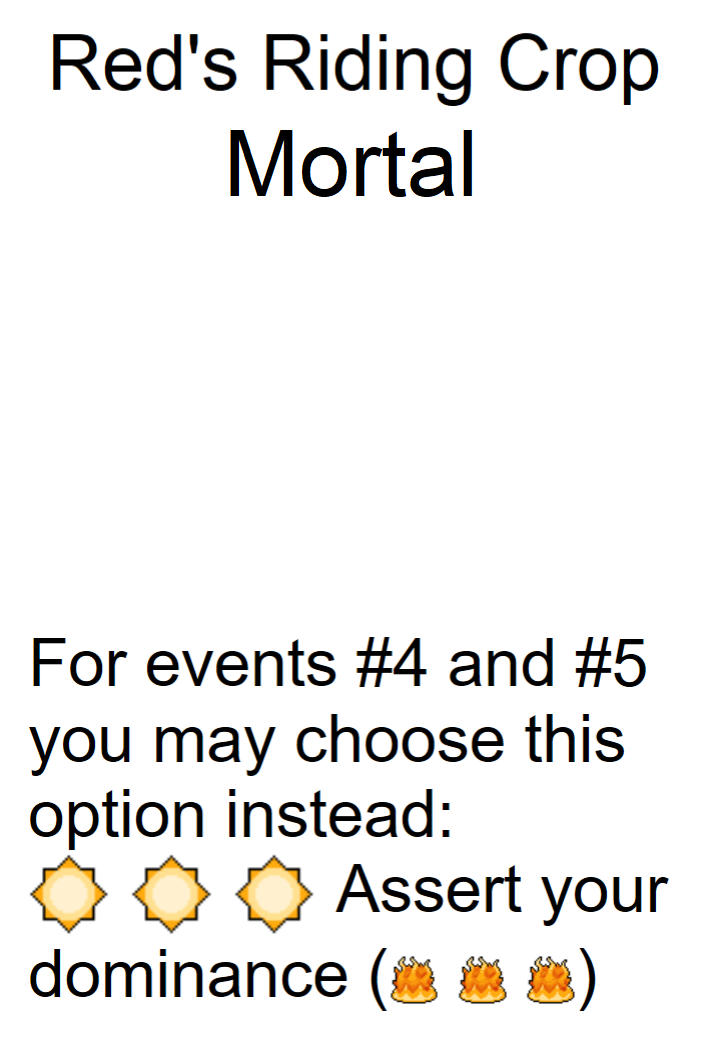 Red's Riding Crop
Mortal
For events #4 and #5
you may choose this
option instead:
Assert your
dominance ( )